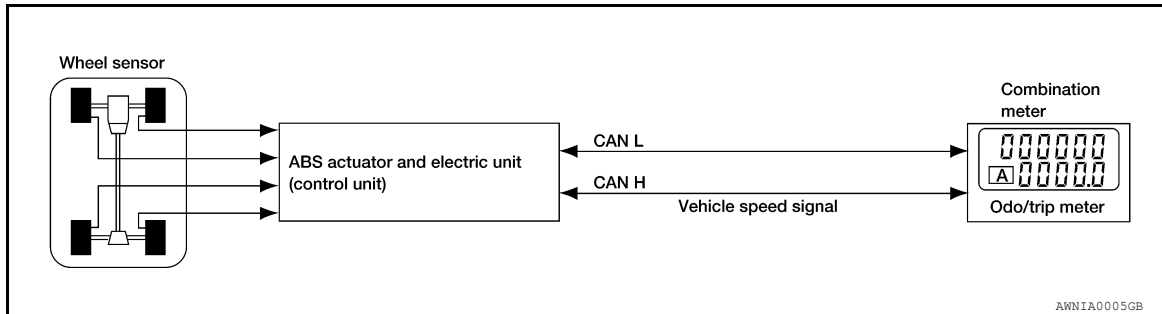 Wheel sensor
ABS actuator and electric unit
(control unit)
CAN L
CAN H
Vehicle speed signal
Combination
meter
000000
A 0000.0
Odo/trip meter
AWNIA0005GB